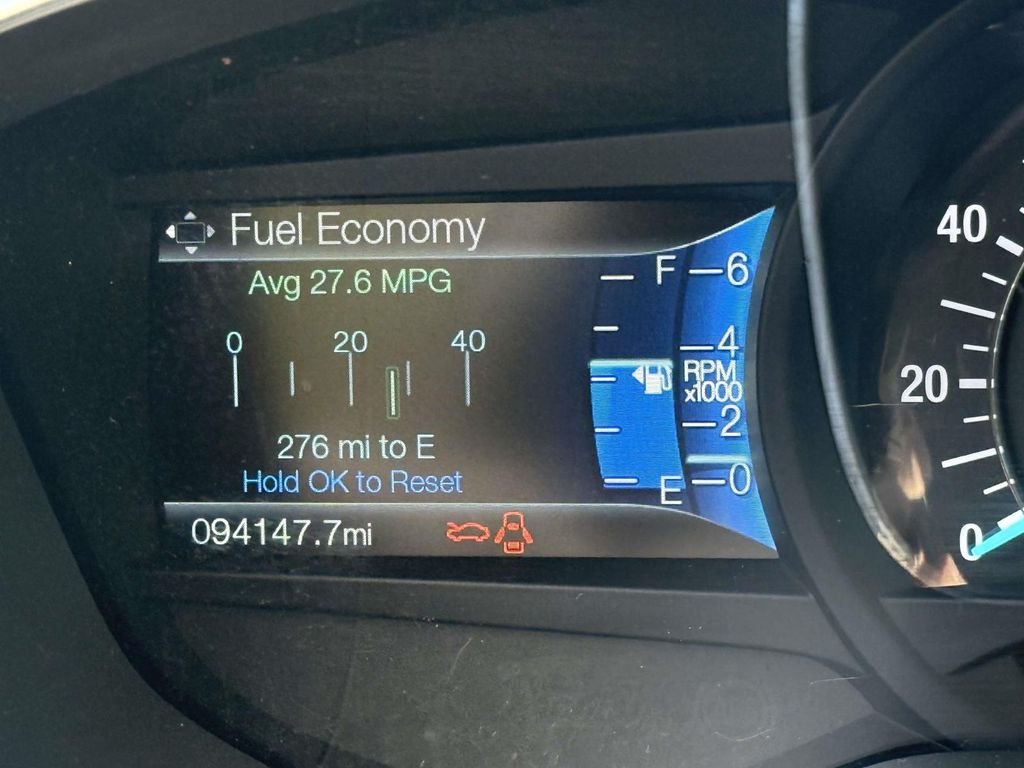 Fuel Economy
Avg 27.6 MPG
0 20 40
276 mi to E
Hold OK to Reset
094147.7mi
F
E
6
4
RPM
x1000
2
0
40
20
0